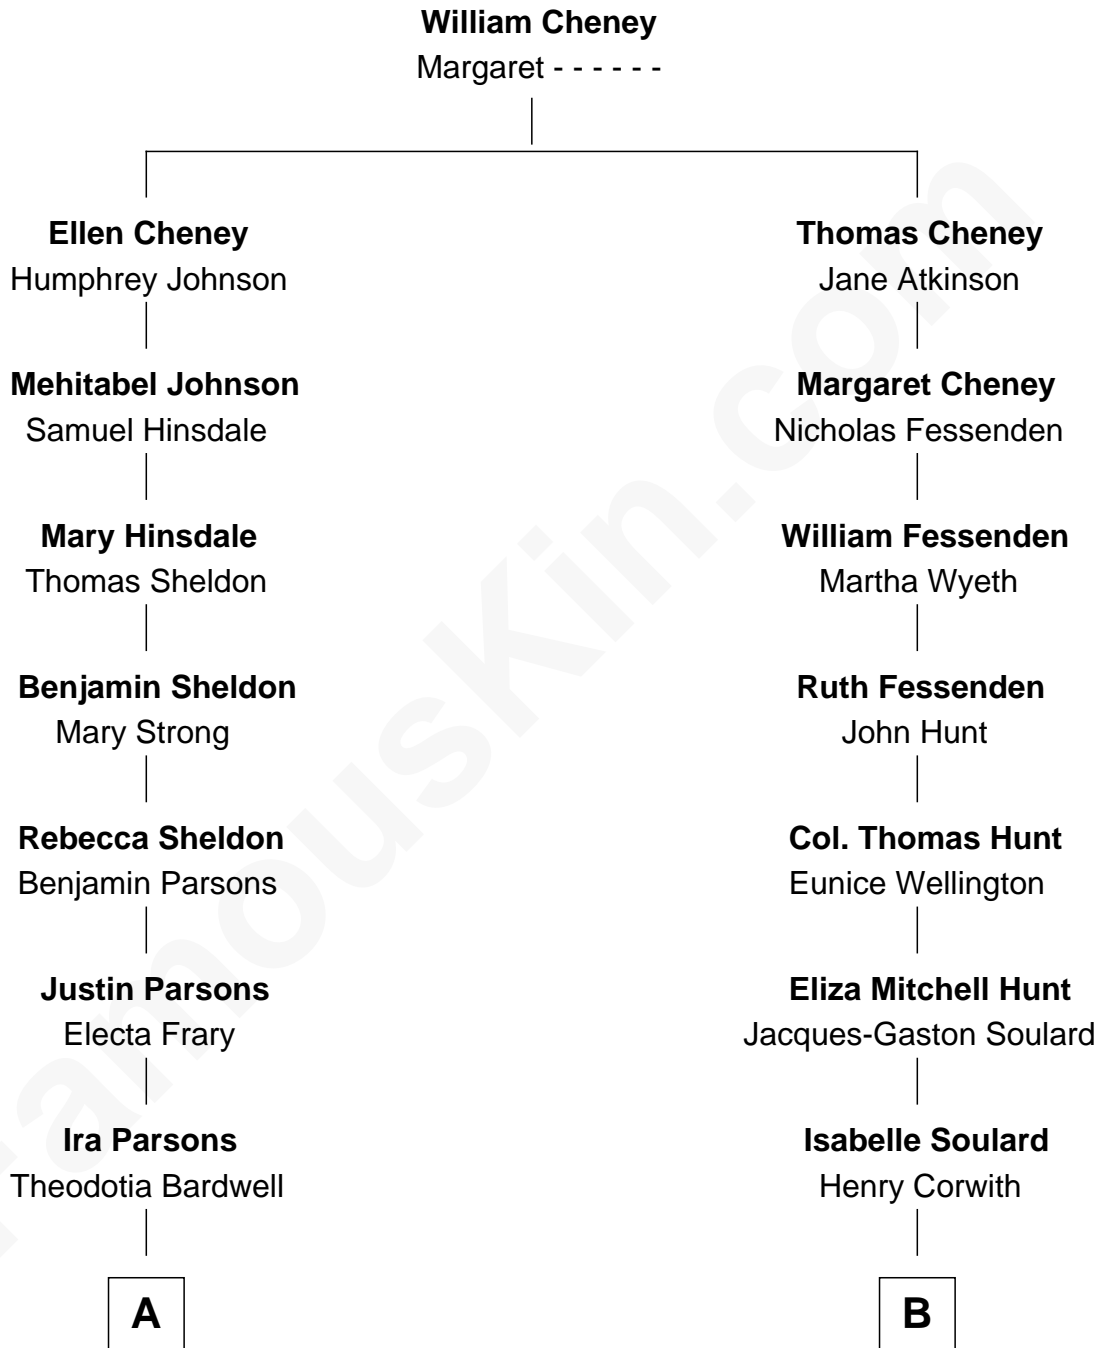 William Cheney
Margaret - - - - - -
Ellen Cheney
Humphrey Johnson
Thomas Cheney
Jane Atkinson
Mehitabel Johnson
Samuel Hinsdale
Margaret Cheney
Nicholas Fessenden
Mary Hinsdale
Thomas Sheldon
William Fessenden
Martha Wyeth
Benjamin Sheldon
Mary Strong
Ruth Fessenden
John Hunt
Rebecca Sheldon
Benjamin Parsons
Col. Thomas Hunt
Eunice Wellington
Justin Parsons
Electa Frary
Eliza Mitchell Hunt
Jacques-Gaston Soulard
Ira Parsons
Theodotia Bardwell
Isabelle Soulard
Henry Corwith
A
B
FamousKin.com